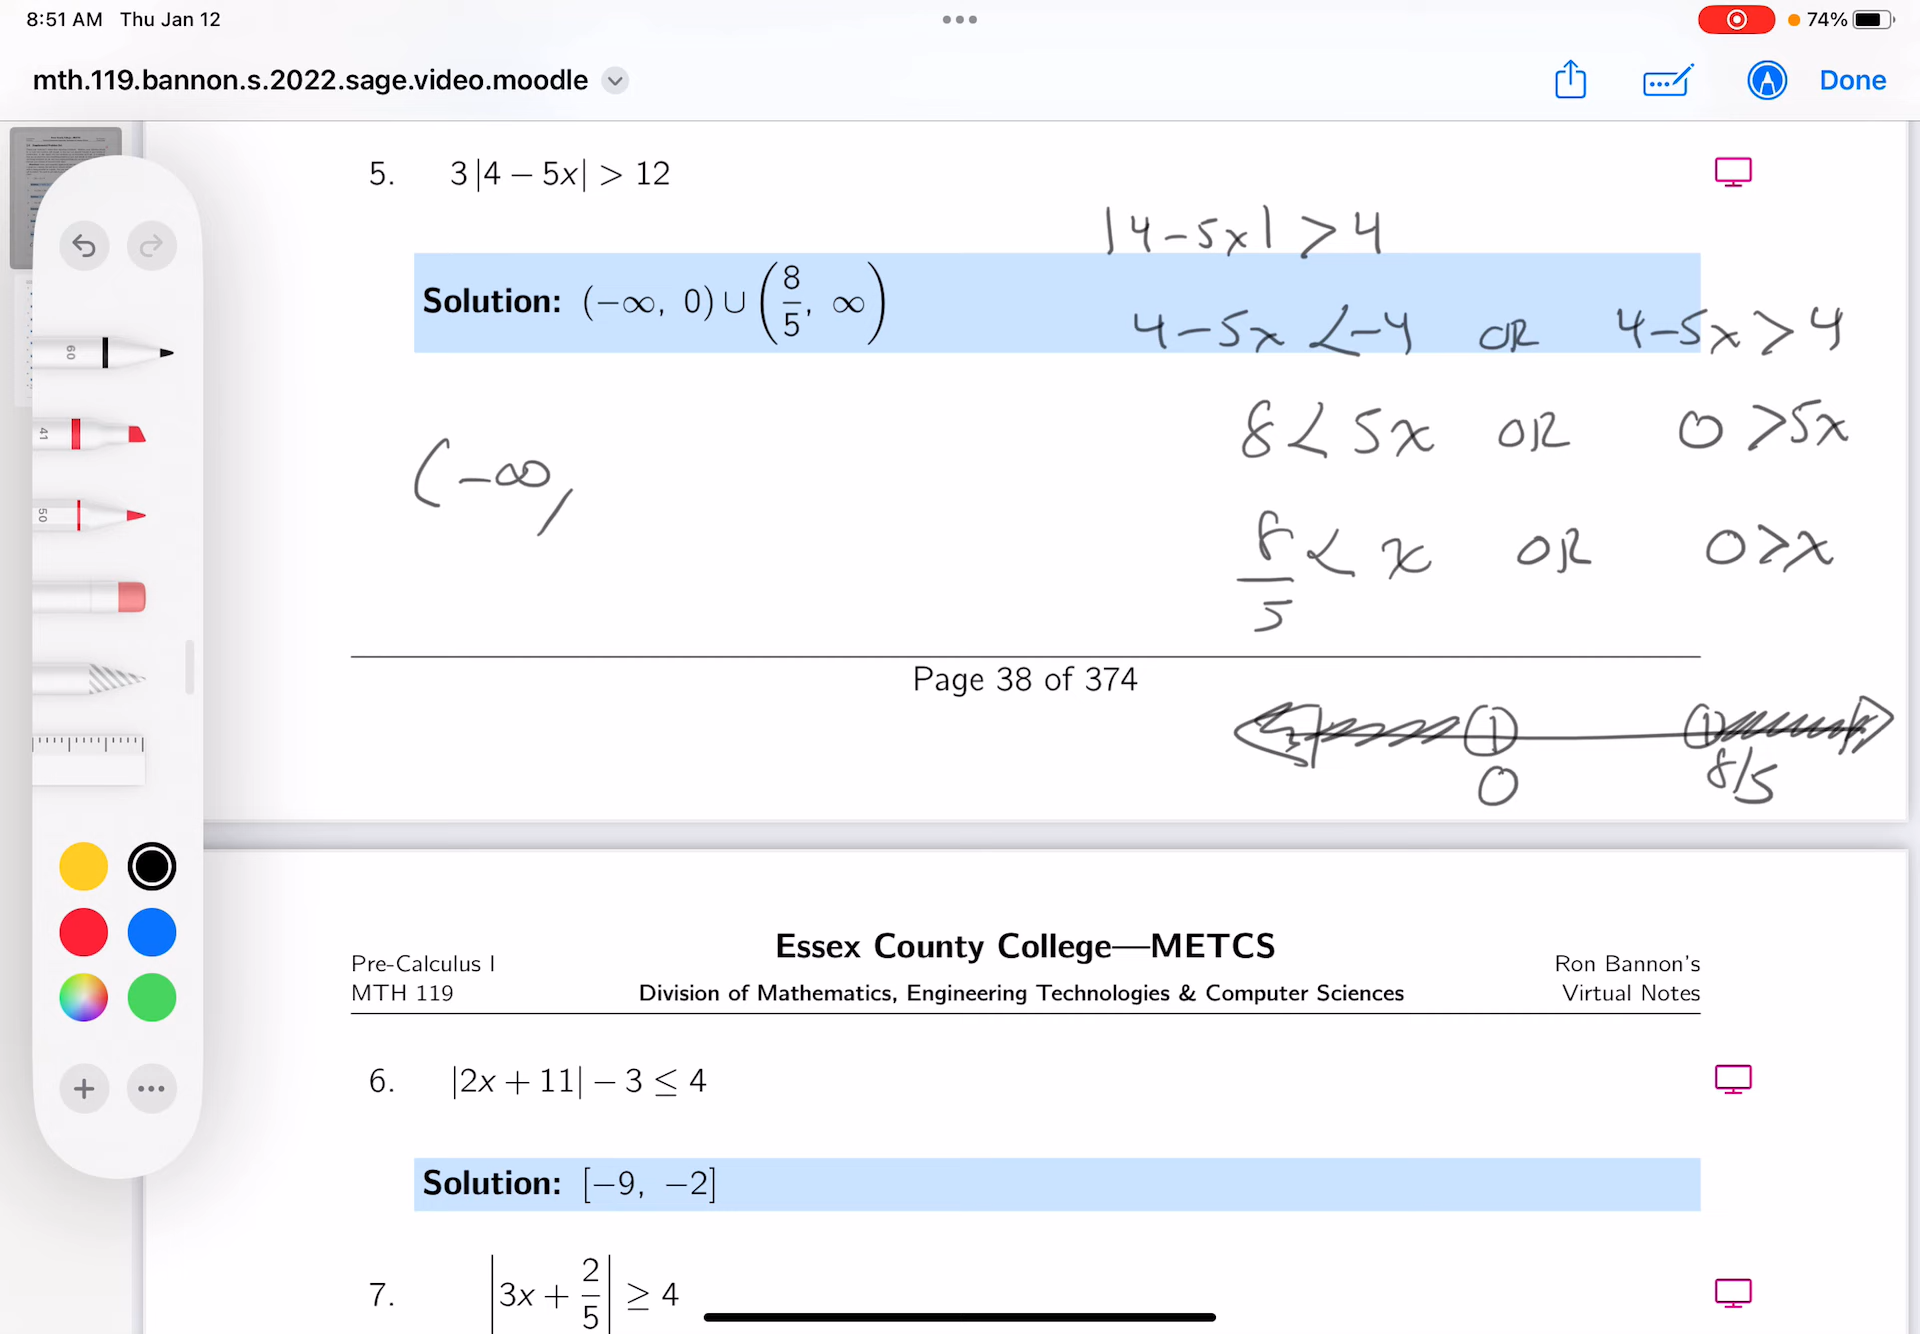 8:51 AM Thu Jan 12
74%
mth.119.bannon.s.2022.sage.video.moodle
Done
5. 3|4 − 5x| > 12
|4−5x| > 4
Solution: (−∞, 0) ∪ (8/5, ∞)
4−5x < −4 OR 4−5x > 4
8 < 5x OR 0 > 5x
(−∞,
8/5 < x OR 0 > x
Page 38 of 374
0 8/5
60
41
50
Essex County College—METCS
Pre-Calculus I
MTH 119
Division of Mathematics, Engineering Technologies & Computer Sciences
Ron Bannon's
Virtual Notes
6. |2x + 11| − 3 ≤ 4
Solution: [−9, −2]
7. |3x + 2/5| ≥ 4